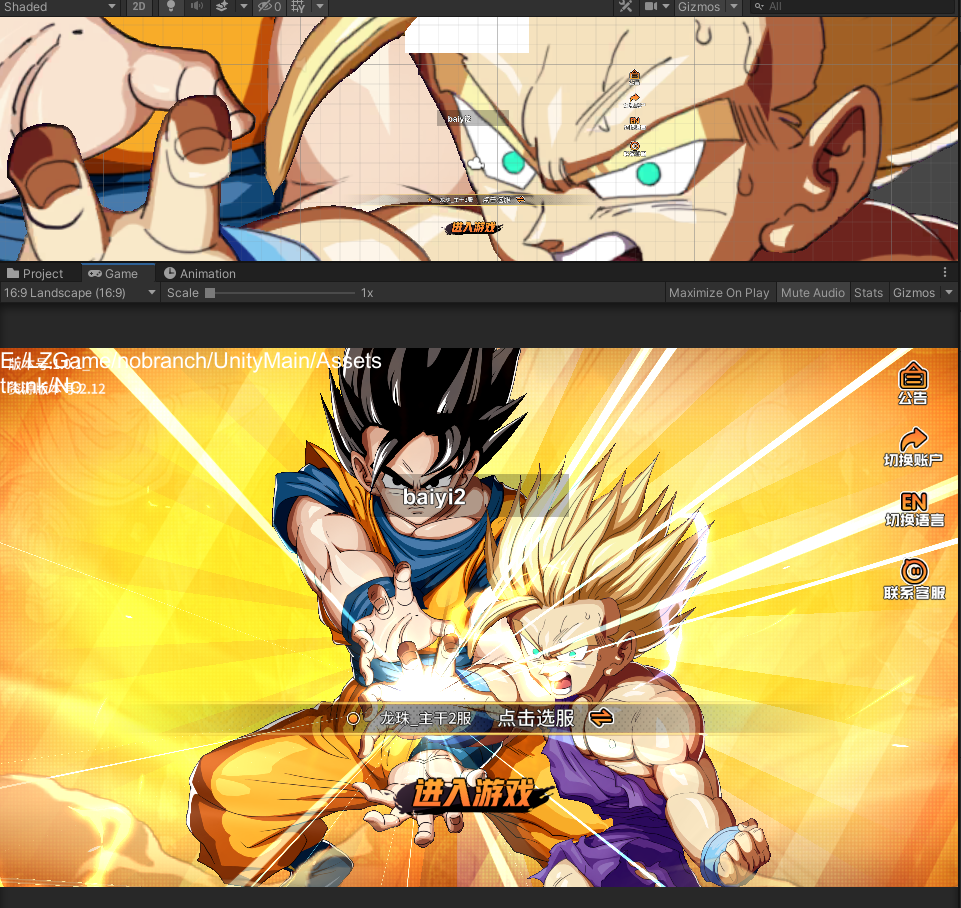 Shaded 2D 0 Gizmos All
baiyi2
进入游戏
Project Game Animation
16:9 Landscape (16:9) Scale 1x Maximize On Play Mute Audio Stats Gizmos
E:/LZGame/nobranch/UnityMain/Assets
trunk/No
公告
切换账户
baiyi2
EN
切换语言
联系客服
龙珠_主干2服 点击选服
进入游戏